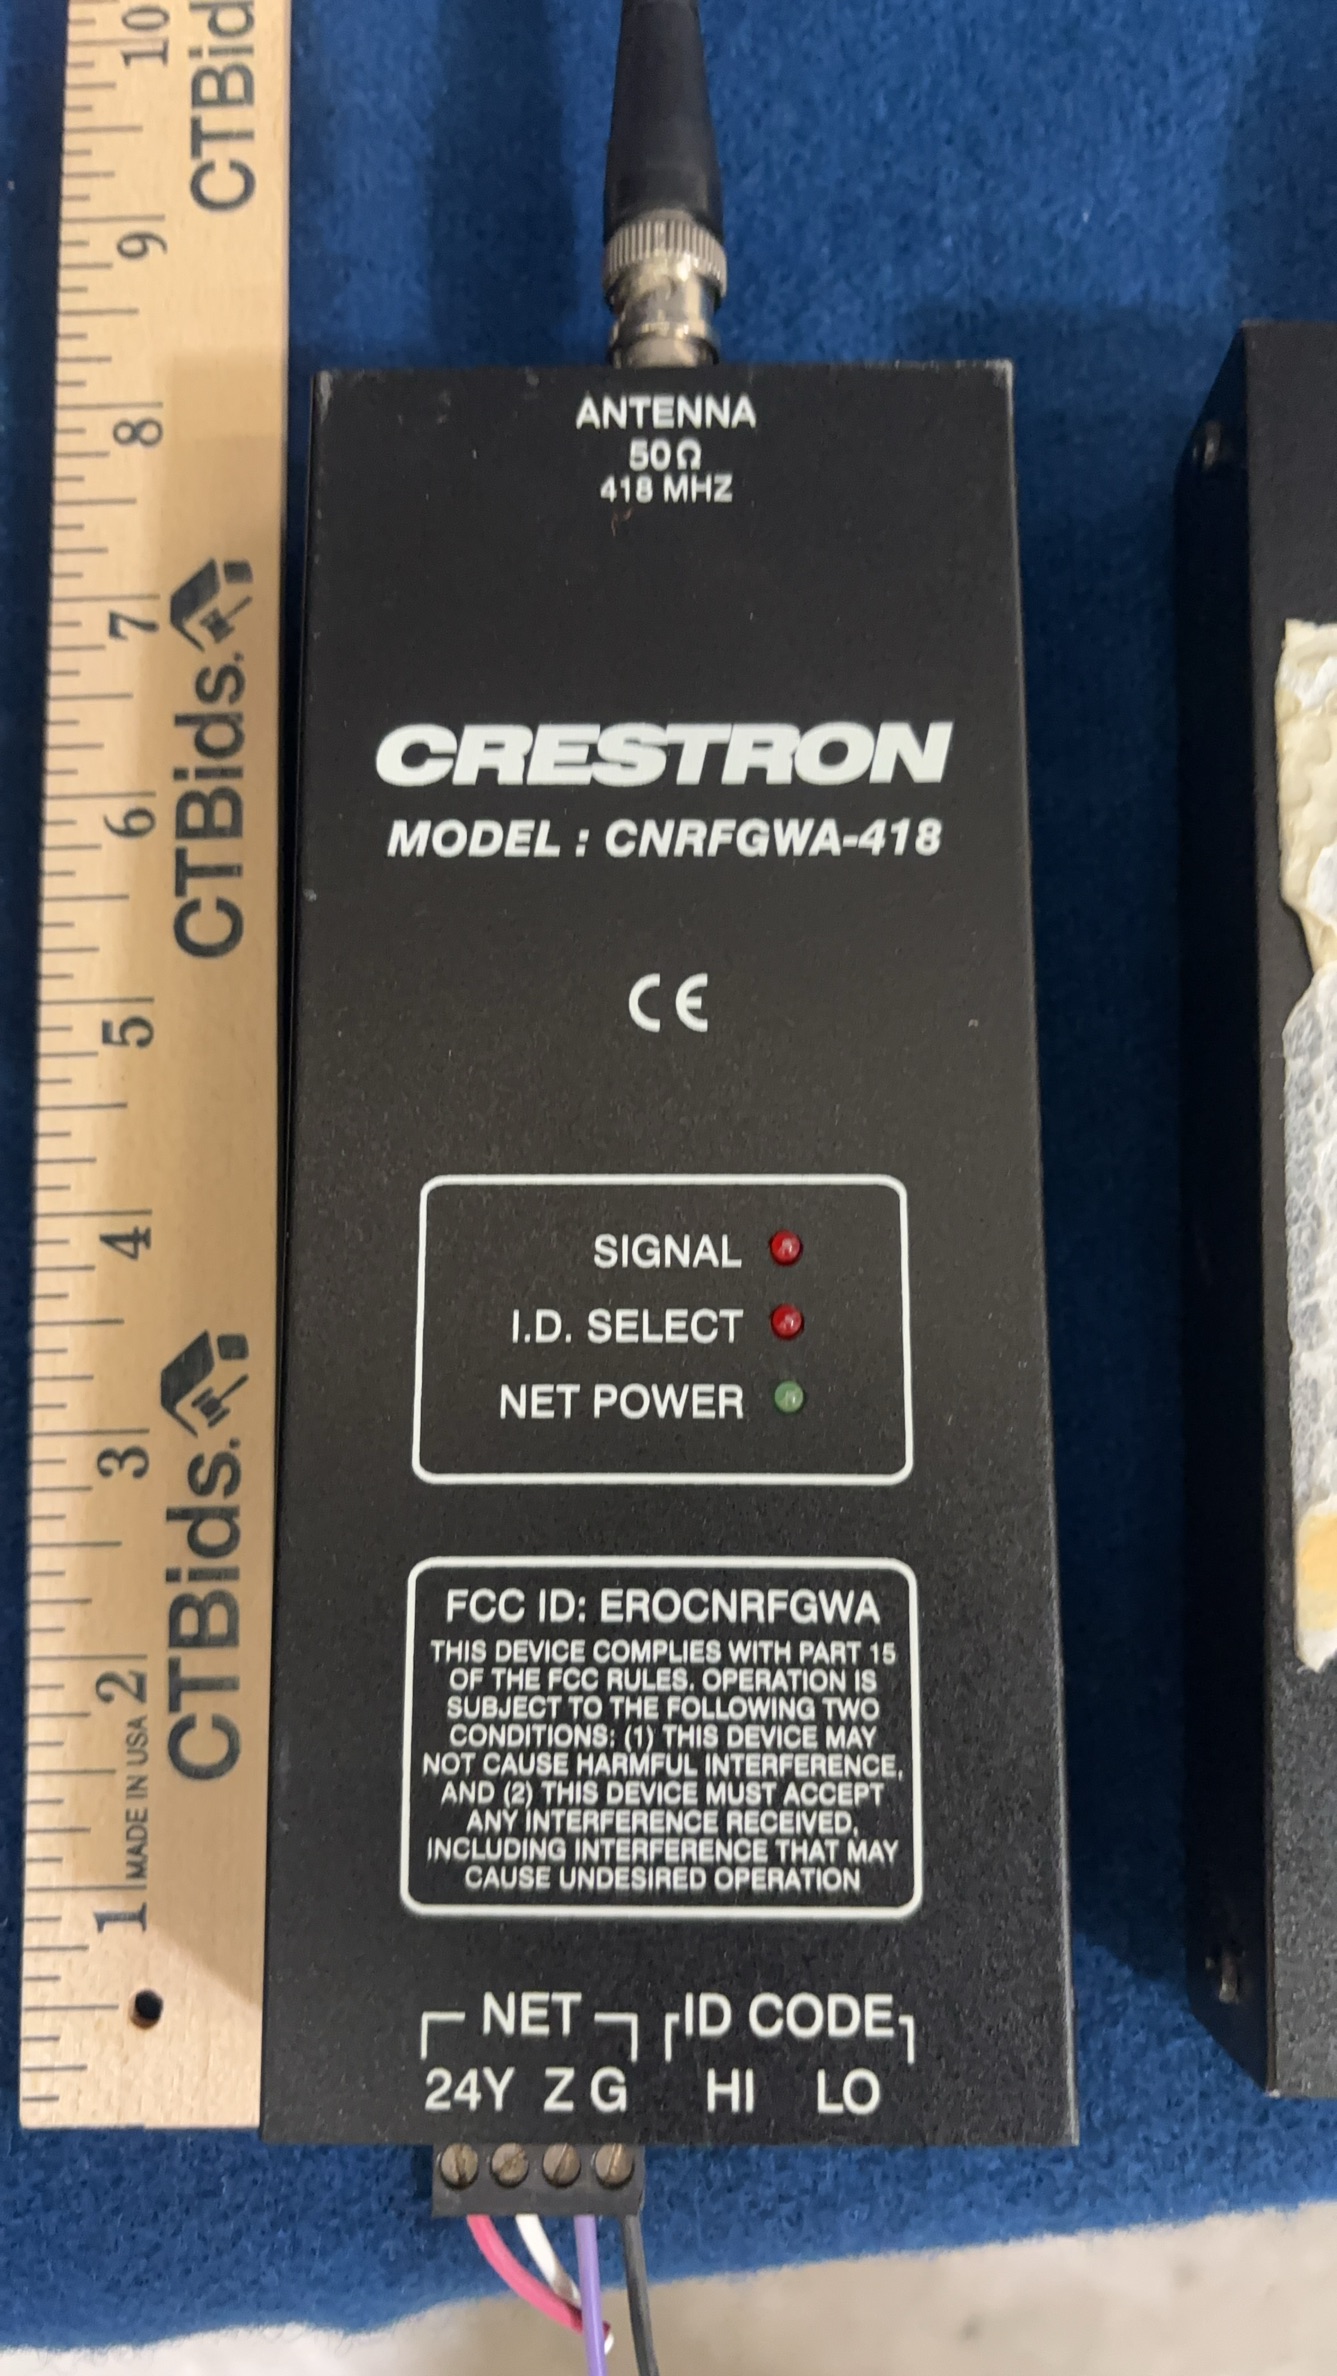 ANTENNA
50Ω
418 MHZ
CRESTRON
MODEL : CNRFGWA-418
CE
SIGNAL
I.D. SELECT
NET POWER
FCC ID: EROCNRFGWA
THIS DEVICE COMPLIES WITH PART 15
OF THE FCC RULES. OPERATION IS
SUBJECT TO THE FOLLOWING TWO
CONDITIONS: (1) THIS DEVICE MAY
NOT CAUSE HARMFUL INTERFERENCE,
AND (2) THIS DEVICE MUST ACCEPT
ANY INTERFERENCE RECEIVED,
INCLUDING INTERFERENCE THAT MAY
CAUSE UNDESIRED OPERATION
NET ID CODE
24Y Z G HI LO
1 2 3 4 5 6 7 8 9 10
MADE IN USA
CTBids.
CTBids.
CTBid